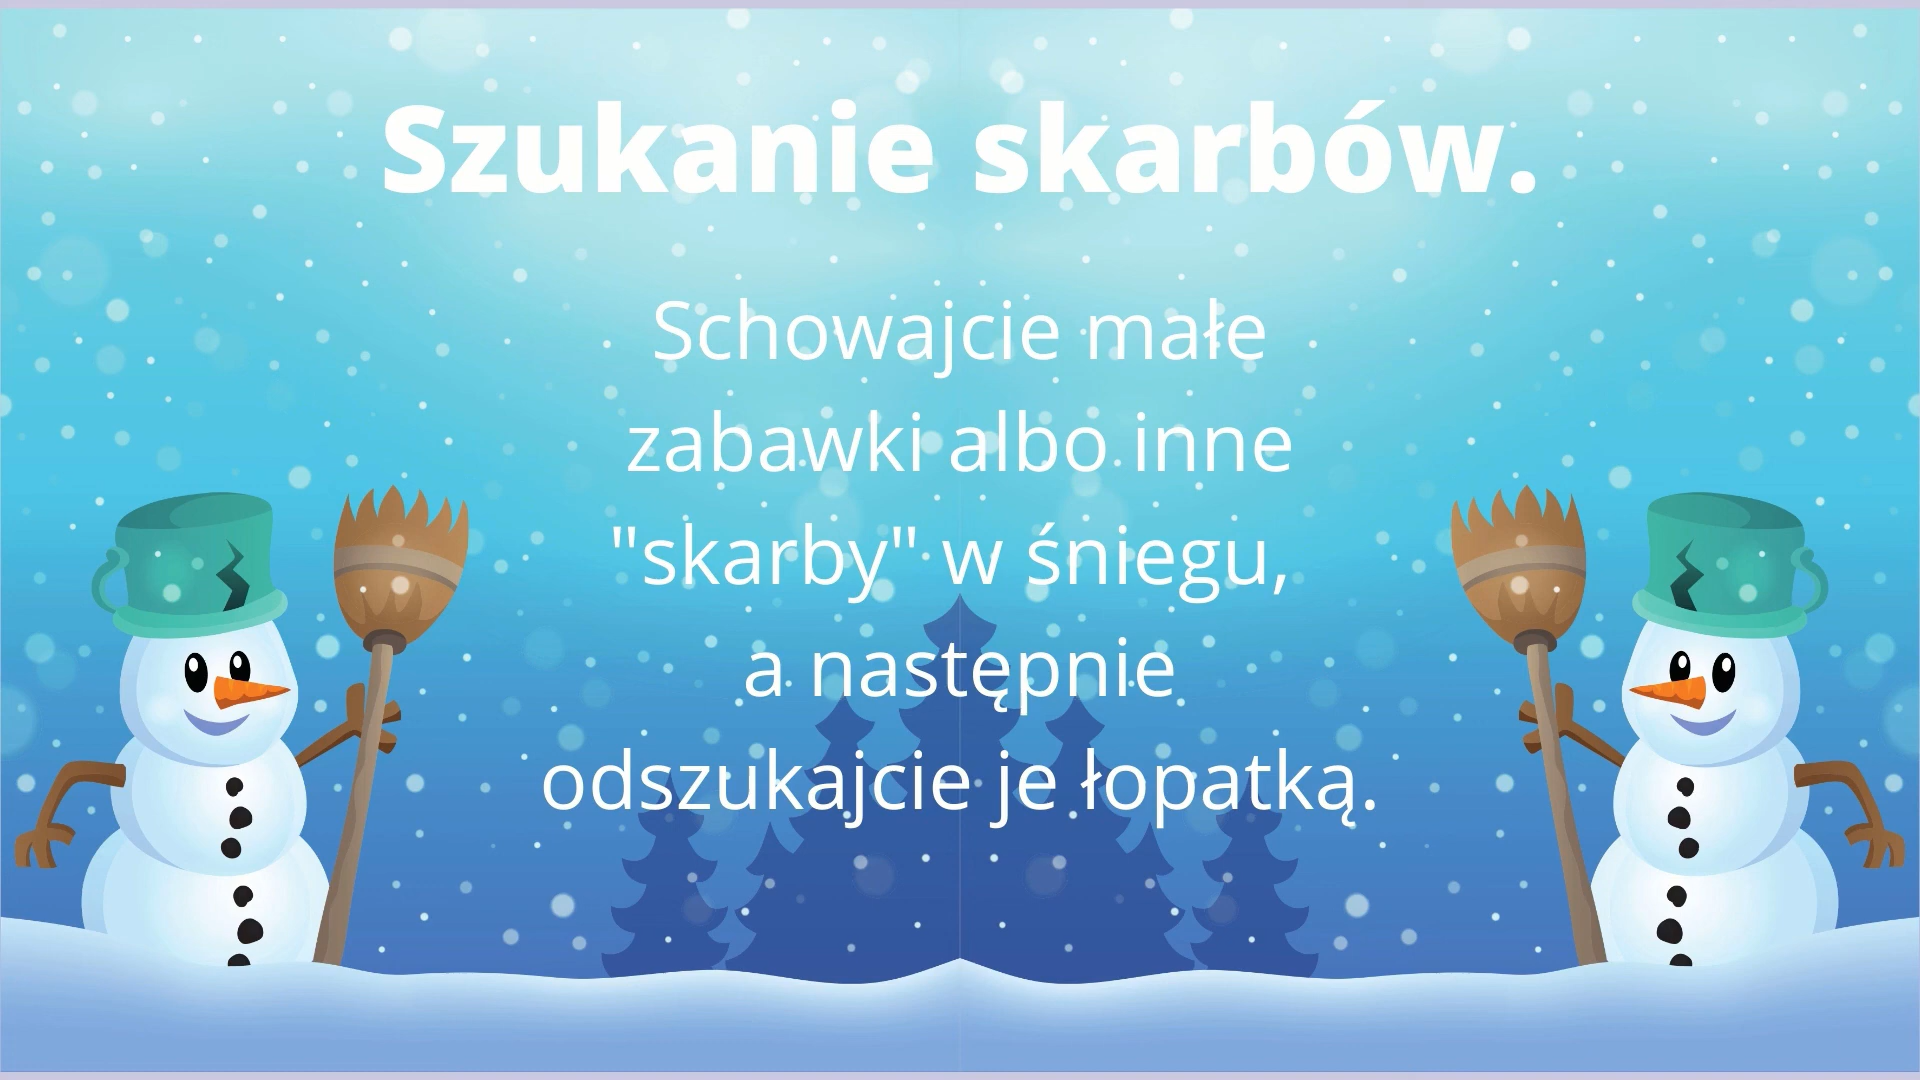 Szukanie skarbów.
Schowajcie małe
zabawki albo inne
"skarby" w śniegu,
a następnie
odszukajcie je łopatką.